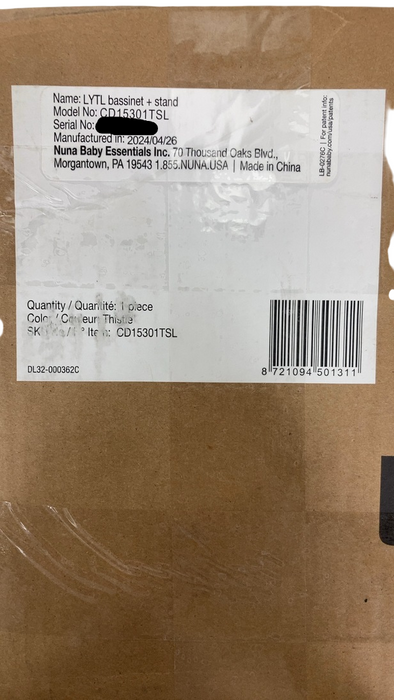 Name: LYTL bassinet + stand
Model No: CD15301TSL
Serial No:
Manufactured in: 2024/04/26
Nuna Baby Essentials Inc. 70 Thousand Oaks Blvd.,
Morgantown, PA 19543 1.855.NUNA.USA | Made in China
LB-0276C | For patent info:
nunababy.com/usa/patents
Quantity / Quantité: 1 piece
Color / Couleur: Thistle
CD15301TSL
DL32-000362C
8 721094 501311